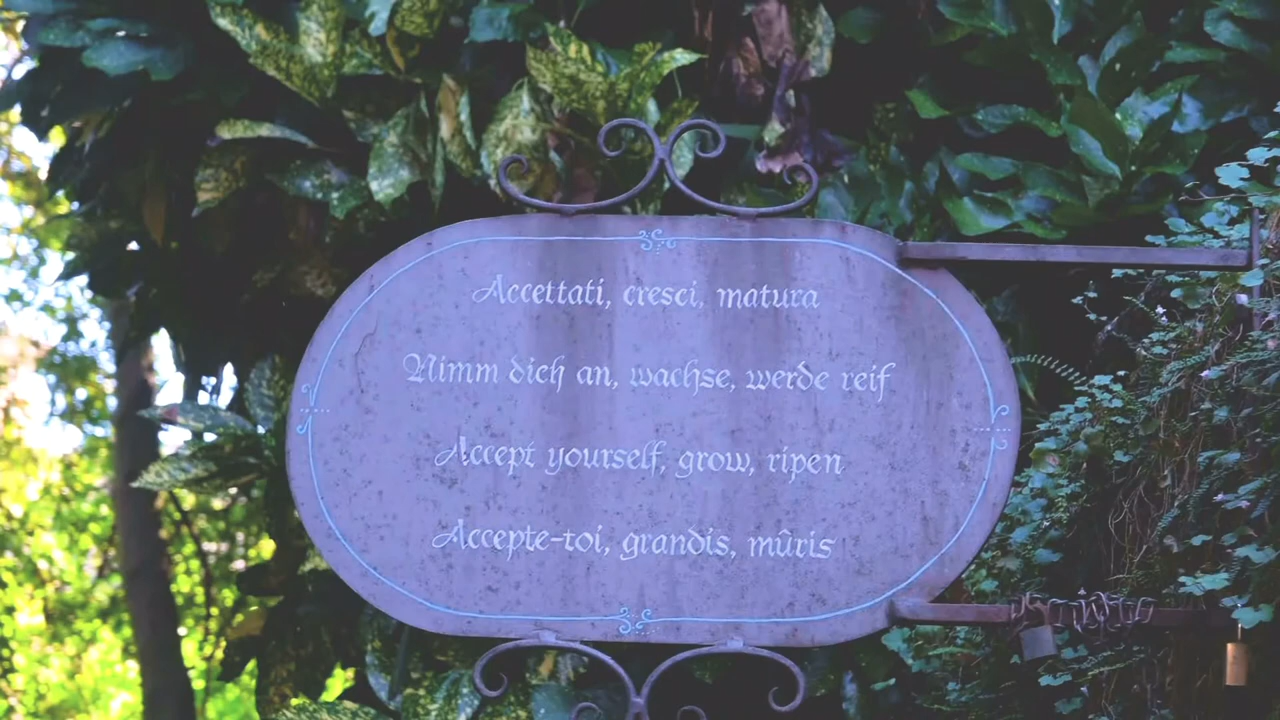 Accettati, cresci, matura
Nimm dich an, wachse, werde reif
Accept yourself, grow, ripen
Accepte-toi, grandis, mûris